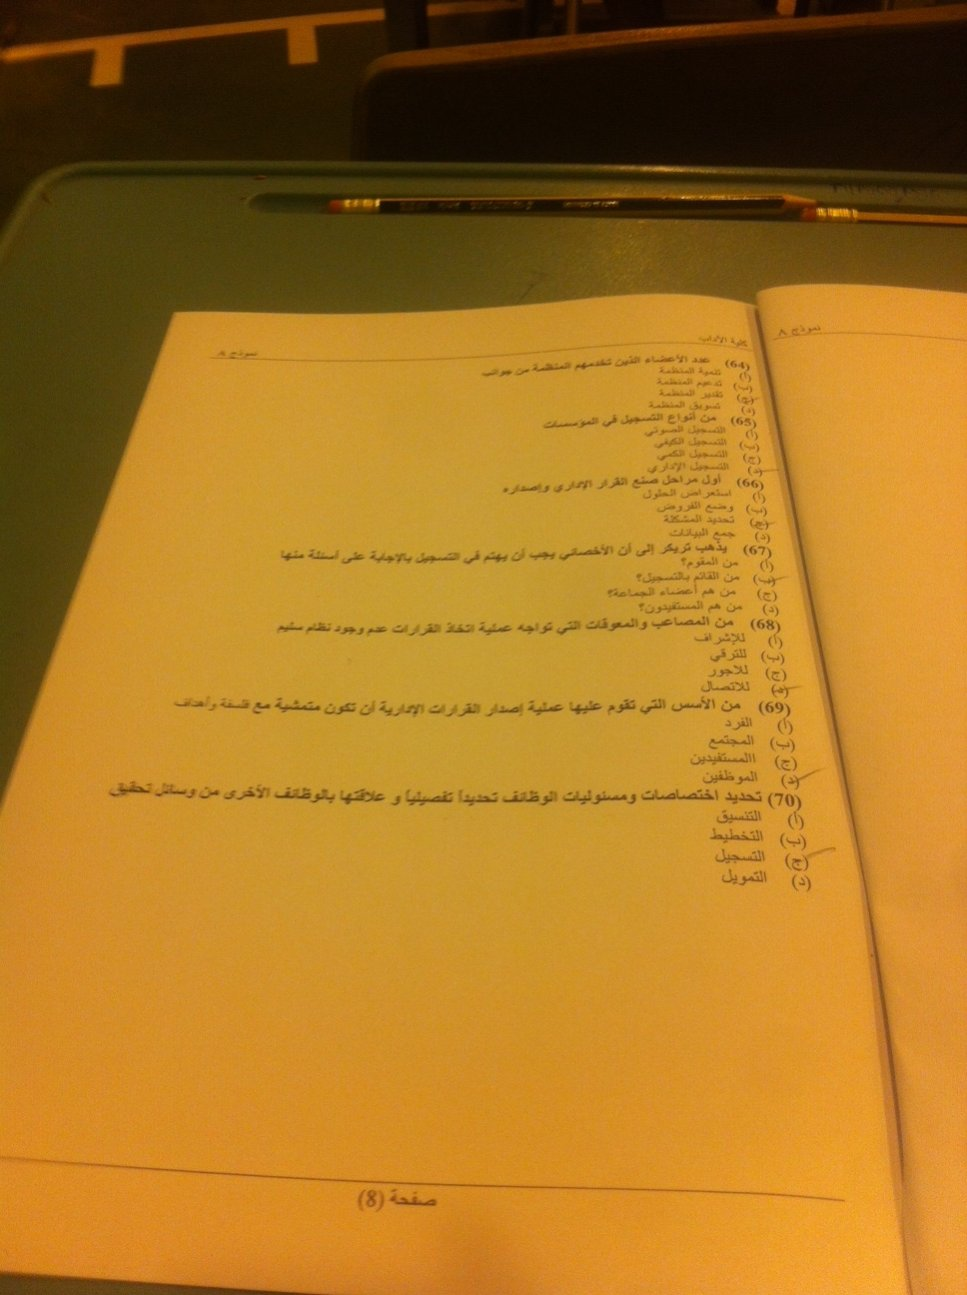 كلية الآداب نموذج A
(64) عدد الأعضاء الذين تخدمهم المنظمة من جوانب
(أ) تنمية المنظمة
(ب) تدعيم المنظمة
(ج) تقدير المنظمة
(د) تسويق المنظمة
(65) من أنواع التسجيل في المؤسسات
(أ) التسجيل الصوتي
(ب) التسجيل الكيفي
(ج) التسجيل الكمي
(د) التسجيل الإداري
(66) أول مراحل صنع القرار الإداري وإصداره
(أ) استعراض الحلول
(ب) وضع الفروض
(ج) تحديد المشكلة
(د) جمع البيانات
(67) يذهب تريكر إلى أن الأخصائي يجب أن يهتم في التسجيل بالإجابة على أسئلة منها
(أ) من المقوم؟
(ب) من القائم بالتسجيل؟
(ج) من هم أعضاء الجماعة؟
(د) من هم المستفيدون؟
(68) من المصاعب والمعوقات التي تواجه عملية اتخاذ القرارات عدم وجود نظام سليم
(أ) للإشراف
(ب) للترقي
(ج) للاجور
(د) للاتصال
(69) من الأسس التي تقوم عليها عملية إصدار القرارات الإدارية أن تكون متمشية مع فلسفة وأهداف
(أ) الفرد
(ب) المجتمع
(ج) االمستفيدين
(د) الموظفين
(70) تحديد اختصاصات ومسئوليات الوظائف تحديداً تفصيلياً و علاقتها بالوظائف الأخرى من وسائل تحقيق
(أ) التنسيق
(ب) التخطيط
(ج) التسجيل
(د) التمويل
صفحة (8)
نموذج A